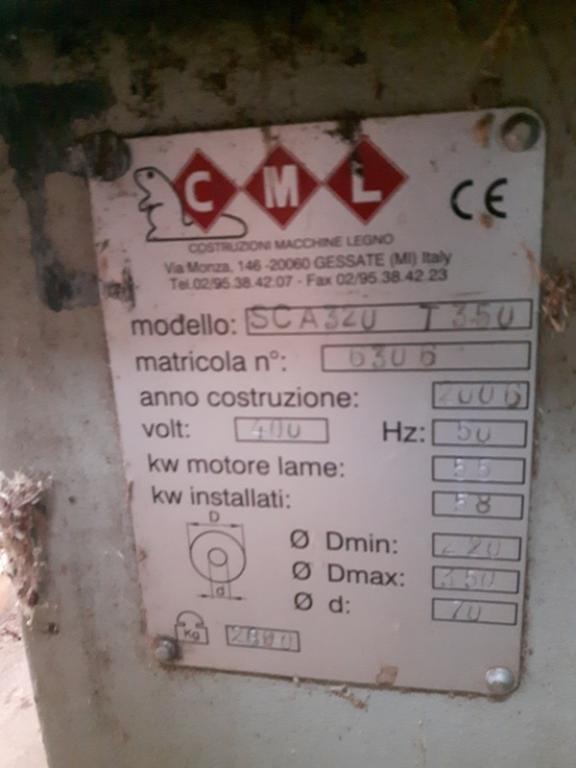 CML
CE
COSTRUZIONI MACCHINE LEGNO
Via Monza, 146 -20060 GESSATE (MI) Italy
Tel.02/95.38.42.07 - Fax 02/95.38.42.23
modello: SCA320 T350
matricola n°: 6306
anno costruzione: 2006
volt: 400 Hz: 50
kw motore lame: 55
kw installati: 58
D
Ø Dmin: 220
Ø Dmax: 350
d
Ø d: 70
Kg